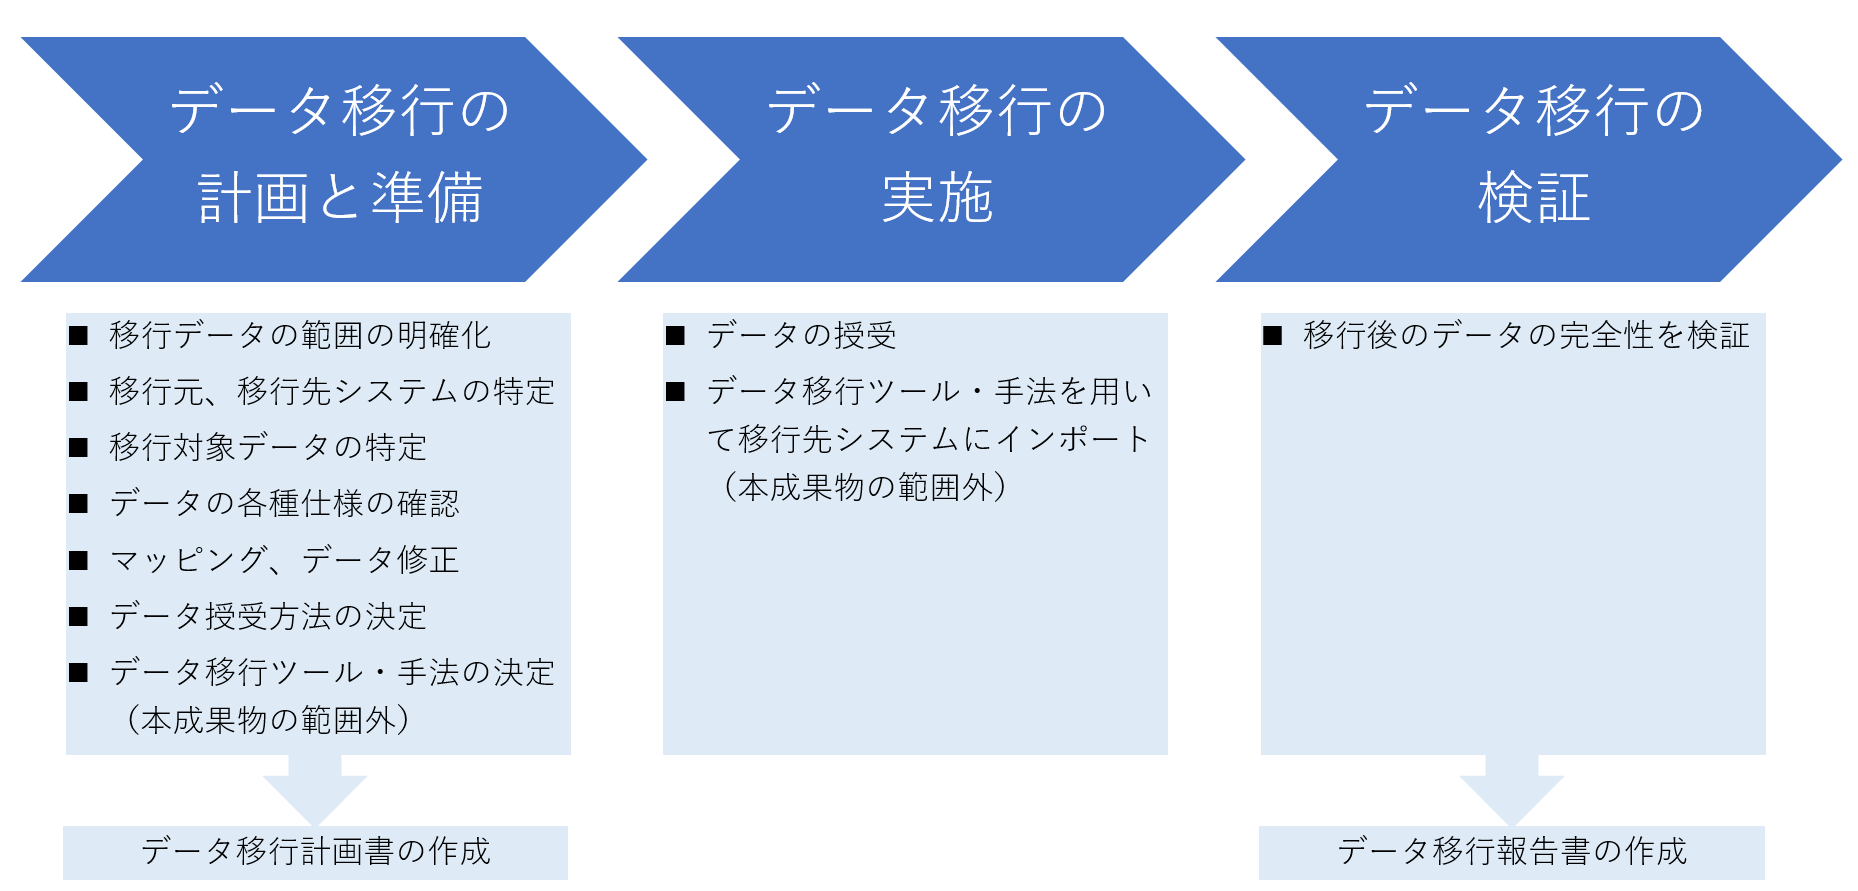 データ移行の
計画と準備
データ移行の
実施
データ移行の
検証
■ 移行データの範囲の明確化
■ 移行元、移行先システムの特定
■ 移行対象データの特定
■ データの各種仕様の確認
■ マッピング、データ修正
■ データ授受方法の決定
■ データ移行ツール・手法の決定
（本成果物の範囲外）
データ移行計画書の作成
■ データの授受
■ データ移行ツール・手法を用い
て移行先システムにインポート
（本成果物の範囲外）
■ 移行後のデータの完全性を検証
データ移行報告書の作成